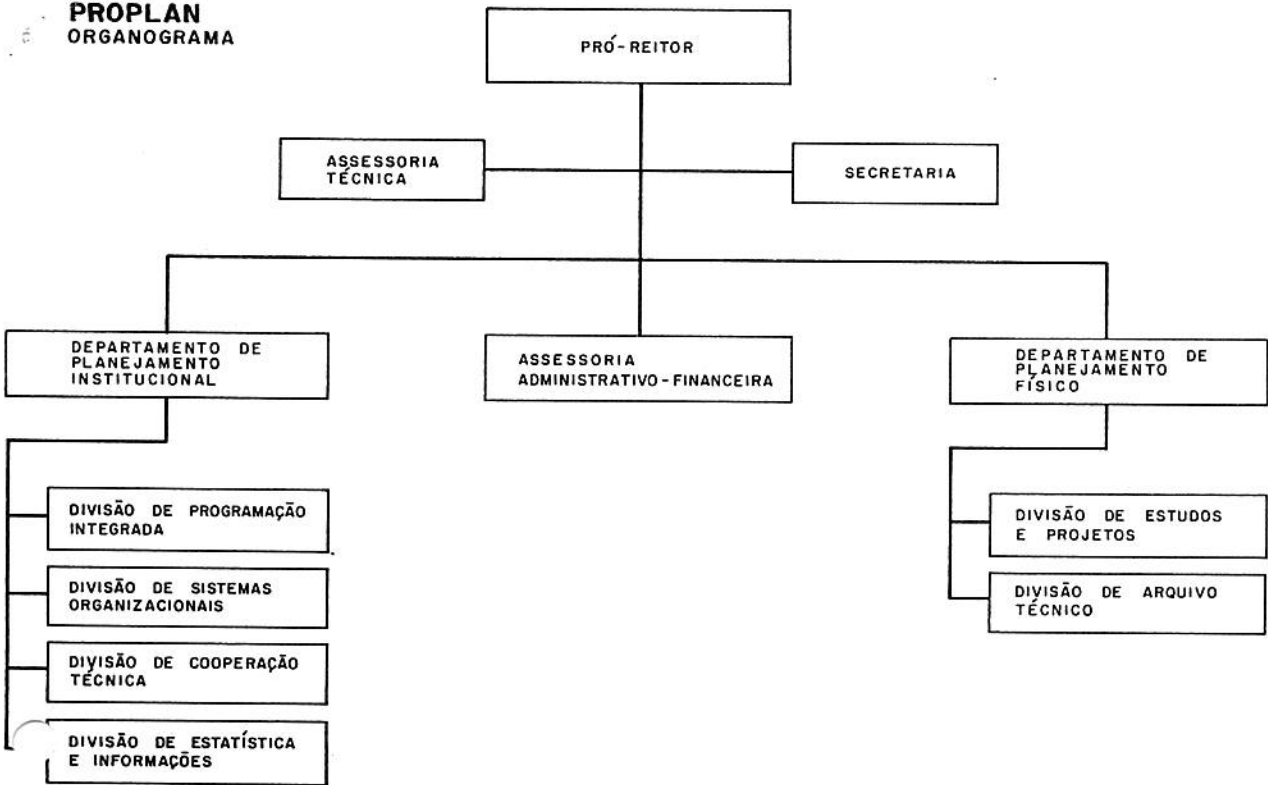 PROPLAN
ORGANOGRAMA
PRÓ-REITOR
ASSESSORIA
TÉCNICA
SECRETARIA
DEPARTAMENTO DE
PLANEJAMENTO
INSTITUCIONAL
ASSESSORIA
ADMINISTRATIVO-FINANCEIRA
DEPARTAMENTO DE
PLANEJAMENTO
FÍSICO
DIVISÃO DE PROGRAMAÇÃO
INTEGRADA
DIVISÃO DE SISTEMAS
ORGANIZACIONAIS
DIVISÃO DE COOPERAÇÃO
TÉCNICA
DIVISÃO DE ESTATÍSTICA
E INFORMAÇÕES
DIVISÃO DE ESTUDOS
E PROJETOS
DIVISÃO DE ARQUIVO
TÉCNICO